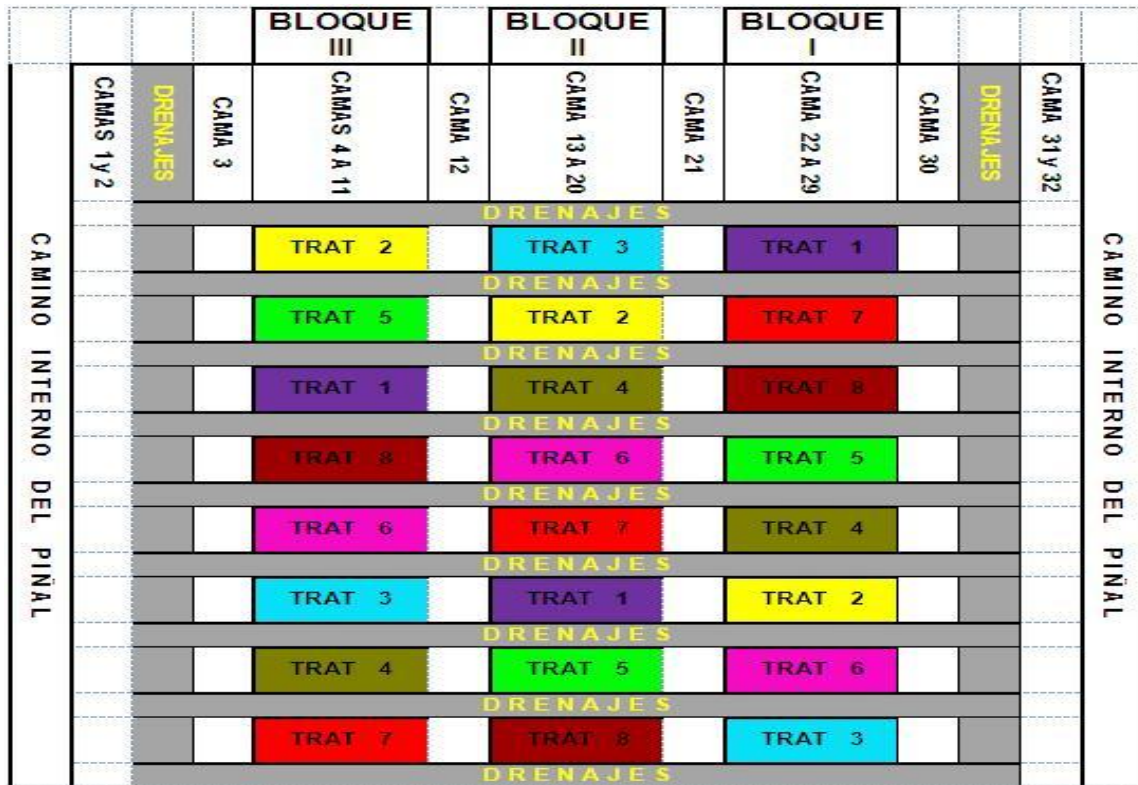 BLOQUE III
BLOQUE II
BLOQUE I
CAMAS 1 y 2
DRENAJES
CAMA 3
CAMAS 4 A 11
CAMA 12
CAMA 13 A 20
CAMA 21
CAMA 22 A 29
CAMA 30
DRENAJES
CAMA 31 y 32
CAMINO INTERNO DEL PIÑAL
CAMINO INTERNO DEL PIÑAL
DRENAJES
TRAT 2 TRAT 3 TRAT 1
DRENAJES
TRAT 5 TRAT 2 TRAT 7
DRENAJES
TRAT 1 TRAT 4 TRAT 8
DRENAJES
TRAT 8 TRAT 6 TRAT 5
DRENAJES
TRAT 6 TRAT 7 TRAT 4
DRENAJES
TRAT 3 TRAT 1 TRAT 2
DRENAJES
TRAT 4 TRAT 5 TRAT 6
DRENAJES
TRAT 7 TRAT 8 TRAT 3
DRENAJES